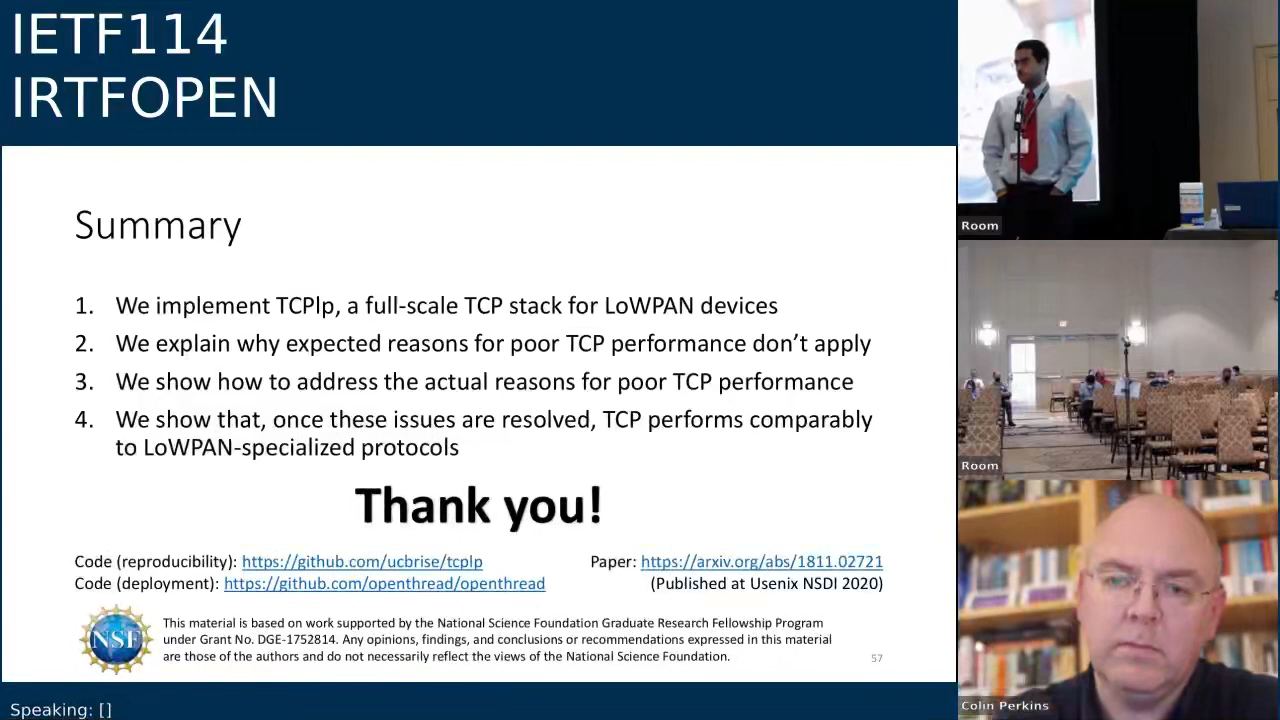 IETF114
IRTFOPEN
Summary
1. We implement TCPlp, a full-scale TCP stack for LoWPAN devices
2. We explain why expected reasons for poor TCP performance don’t apply
3. We show how to address the actual reasons for poor TCP performance
4. We show that, once these issues are resolved, TCP performs comparably
to LoWPAN-specialized protocols
Thank you!
Code (reproducibility): https://github.com/ucbrise/tcplp
Paper: https://arxiv.org/abs/1811.02721
Code (deployment): https://github.com/openthread/openthread
(Published at Usenix NSDI 2020)
NSF
This material is based on work supported by the National Science Foundation Graduate Research Fellowship Program
under Grant No. DGE-1752814. Any opinions, findings, and conclusions or recommendations expressed in this material
are those of the authors and do not necessarily reflect the views of the National Science Foundation.
57
Speaking: []
Room
Room
Colin Perkins